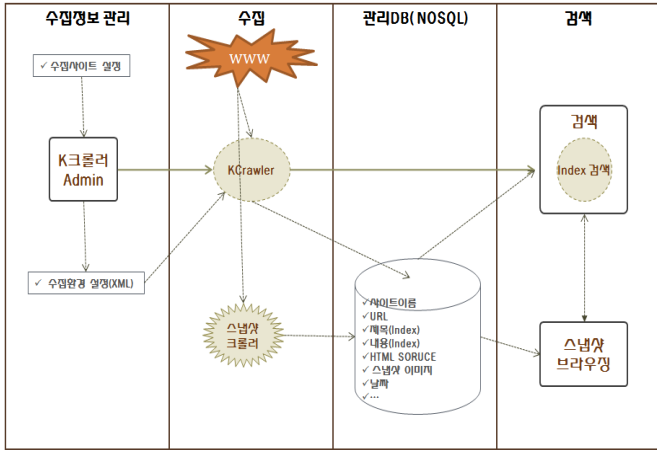 수집정보 관리
수집
관리DB( NOSQL)
검색
✓ 수집사이트 설정
WWW
K크롤러
Admin
KCrawler
검색
Index 검색
✓ 수집환경 설정(XML)
스냅샷
크롤러
✓사이트이름
✓URL
✓제목(Index)
✓내용(Index)
✓HTML SORUCE
✓ 스냅샷 이미지
✓날짜
✓…
스냅샷
브라우징